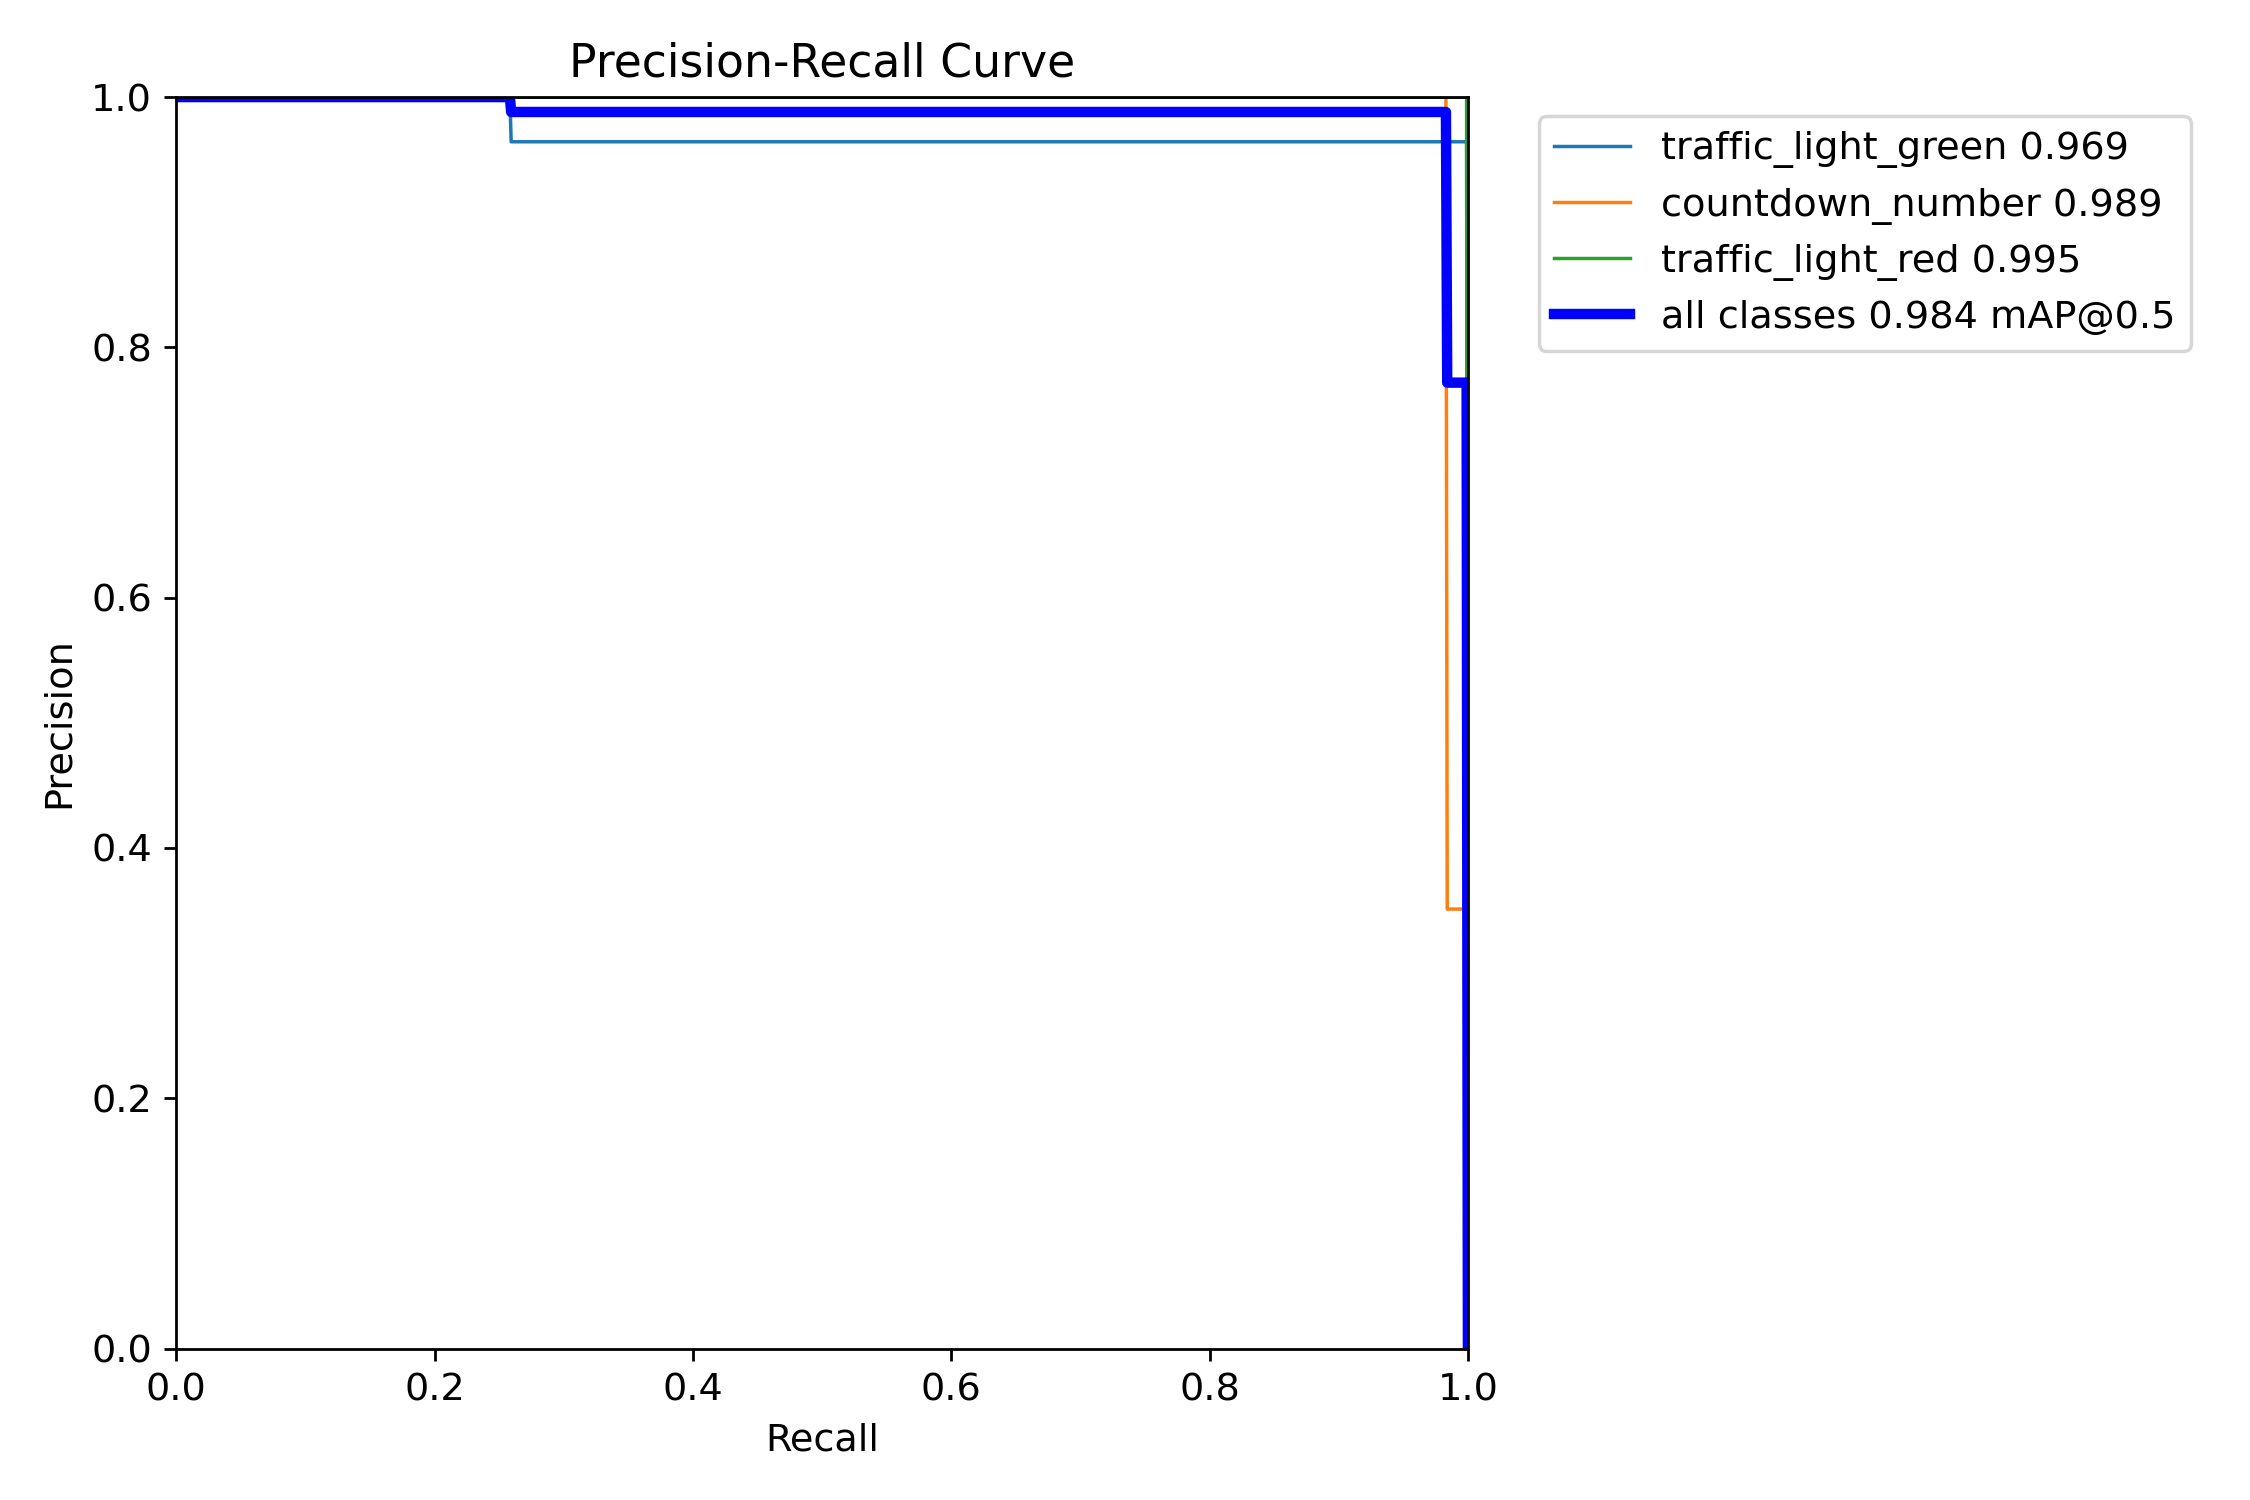 Precision-Recall Curve
1.0
0.8
0.6
0.4
0.2
0.0
Precision
0.0 0.2 0.4 0.6 0.8 1.0
Recall
traffic_light_green 0.969
countdown_number 0.989
traffic_light_red 0.995
all classes 0.984 mAP@0.5